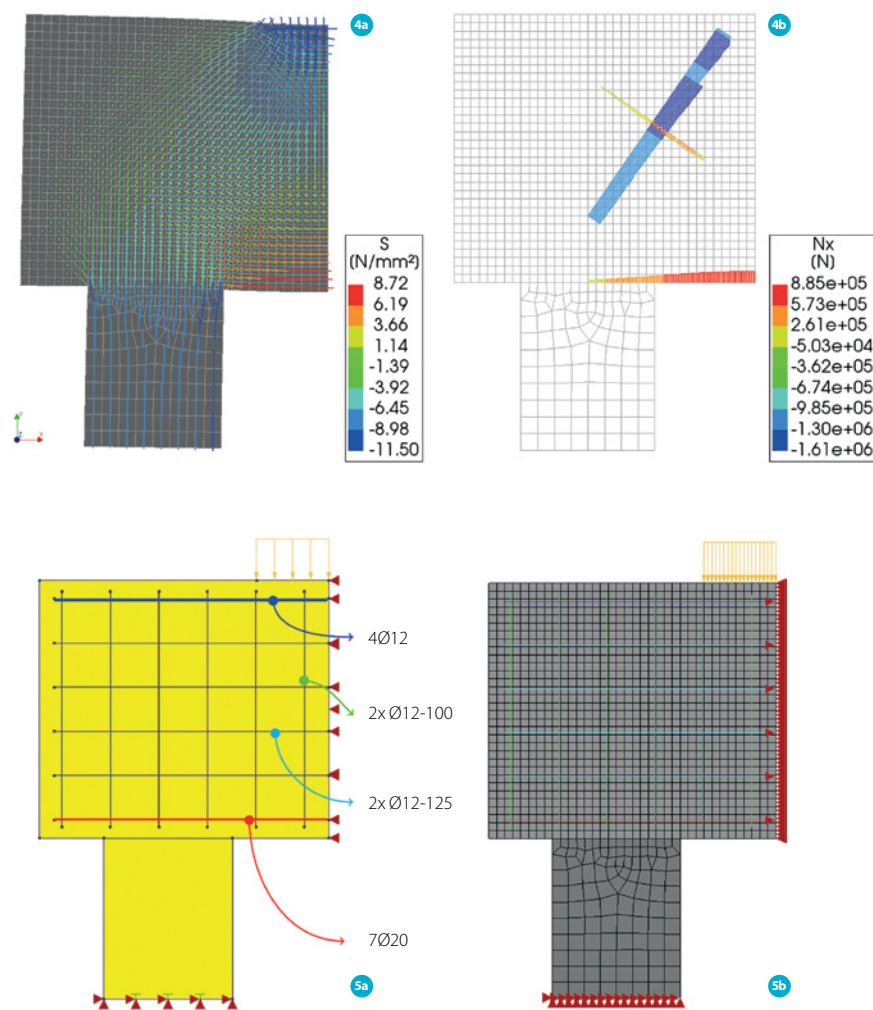 4a
S
(N/mm²)
8.72
6.19
3.66
1.14
-1.39
-3.92
-6.45
-8.98
-11.50
Y
Z
X
4b
Nx
(N)
8.85e+05
5.73e+05
2.61e+05
-5.03e+04
-3.62e+05
-6.74e+05
-9.85e+05
-1.30e+06
-1.61e+06
4Ø12
2x Ø12-100
2x Ø12-125
7Ø20
5a
5b